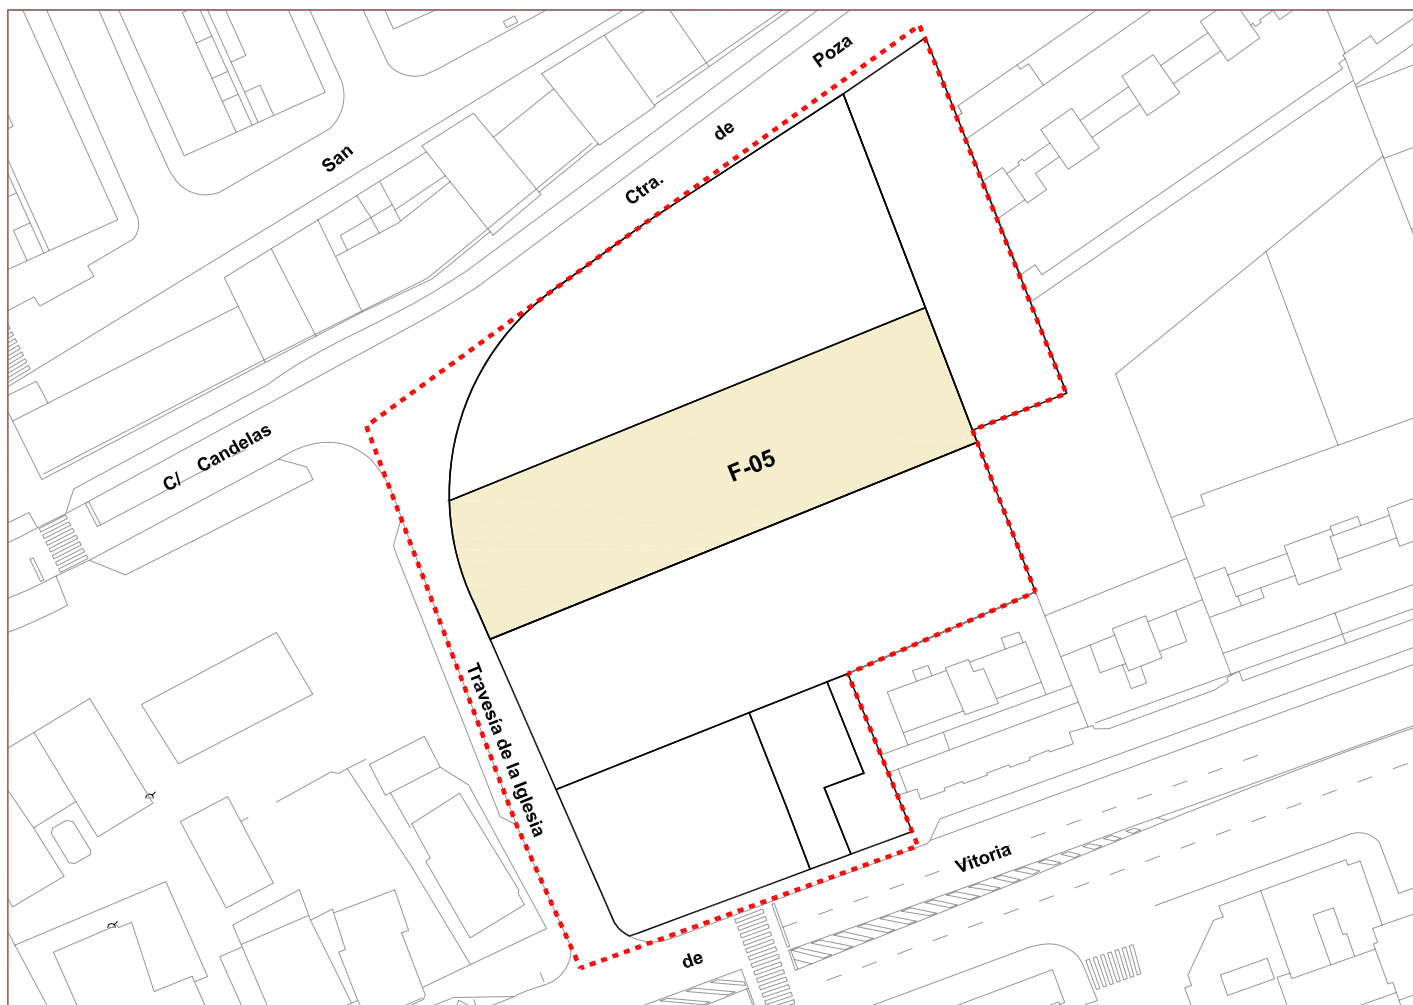 Ctra. de Poza
San
C/ Candelas
F-05
Travesía de la Iglesia
de Vitoria